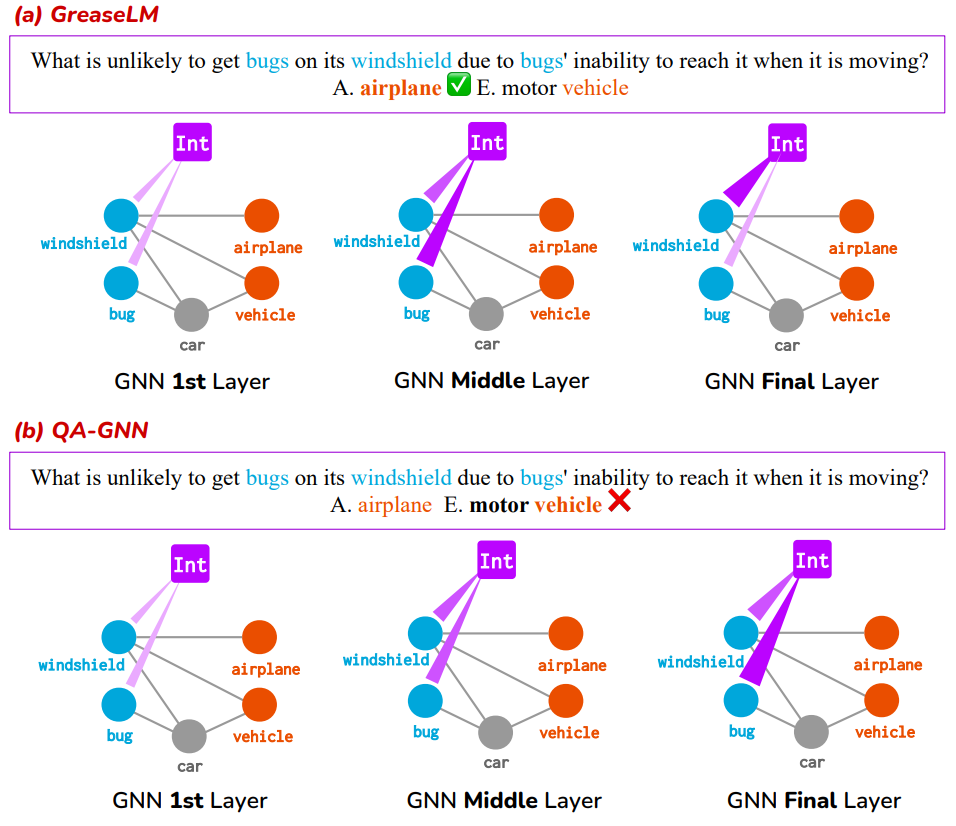 (a) GreaseLM
What is unlikely to get bugs on its windshield due to bugs' inability to reach it when it is moving?
A. airplane ✅ E. motor vehicle
Int
Int
Int
windshield
airplane
windshield
airplane
windshield
airplane
bug
vehicle
bug
vehicle
bug
vehicle
car
car
car
GNN 1st Layer
GNN Middle Layer
GNN Final Layer
(b) QA-GNN
What is unlikely to get bugs on its windshield due to bugs' inability to reach it when it is moving?
A. airplane E. motor vehicle ❌
Int
Int
Int
windshield
airplane
windshield
airplane
windshield
airplane
bug
vehicle
bug
vehicle
bug
vehicle
car
car
car
GNN 1st Layer
GNN Middle Layer
GNN Final Layer